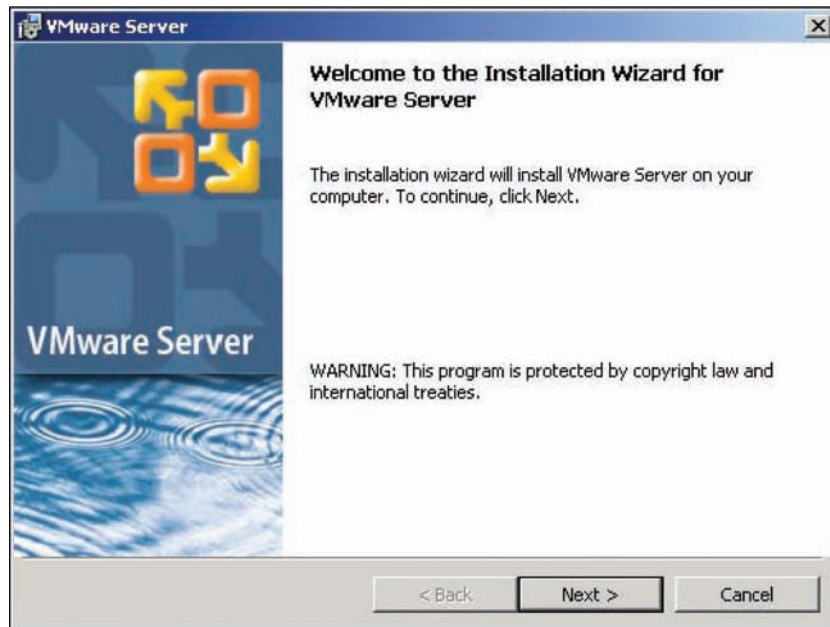 VMware Server
Welcome to the Installation Wizard for
VMware Server
The installation wizard will install VMware Server on your
computer. To continue, click Next.
VMware Server
WARNING: This program is protected by copyright law and
international treaties.
< Back
Next >
Cancel